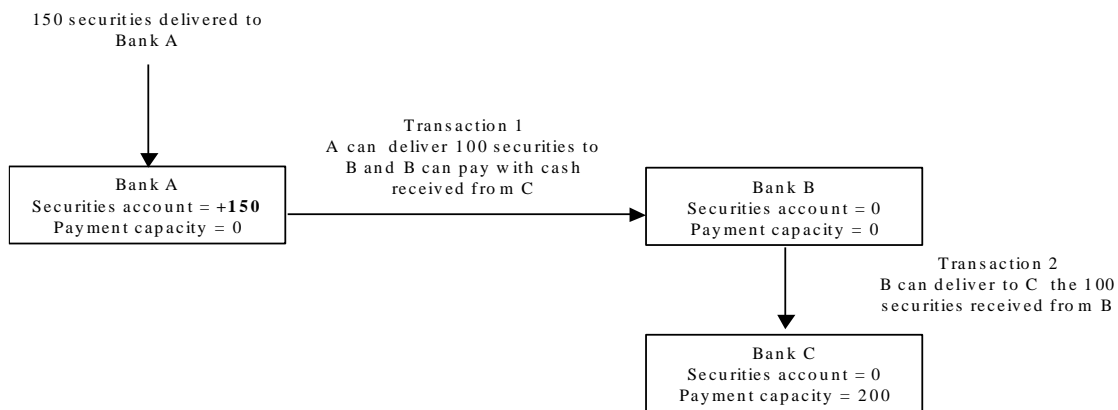 150 securities delivered to
Bank A
Transaction 1
A can deliver 100 securities to
B and B can pay with cash
received from C
Bank A
Securities account = +150
Payment capacity = 0
Bank B
Securities account = 0
Payment capacity = 0
Transaction 2
B can deliver to C the 100
securities received from B
Bank C
Securities account = 0
Payment capacity = 200